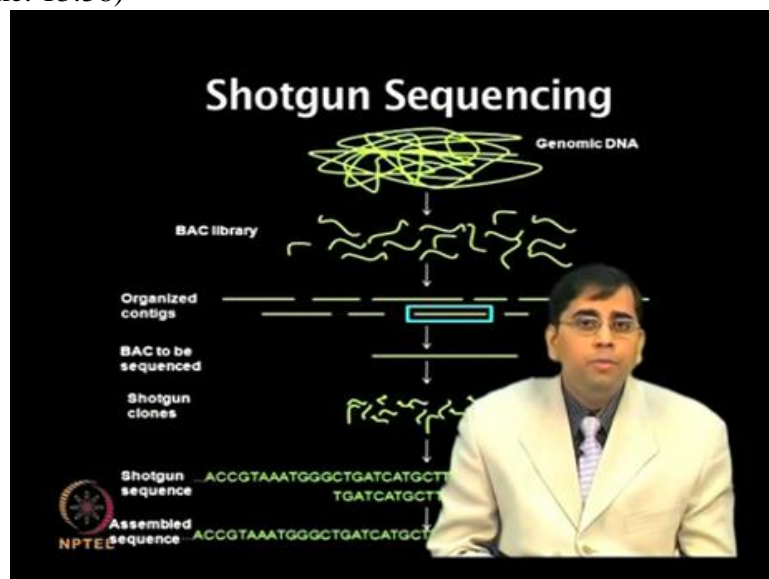 Shotgun Sequencing
Genomic DNA
BAC library
Organized
contigs
BAC to be
sequenced
Shotgun
clones
Shotgun
sequence
...ACCGTAAATGGGCTGATCATGCTT
TGATCATGCTT
Assembled
sequence
...ACCGTAAATGGGCTGATCATGCT
NPTEL